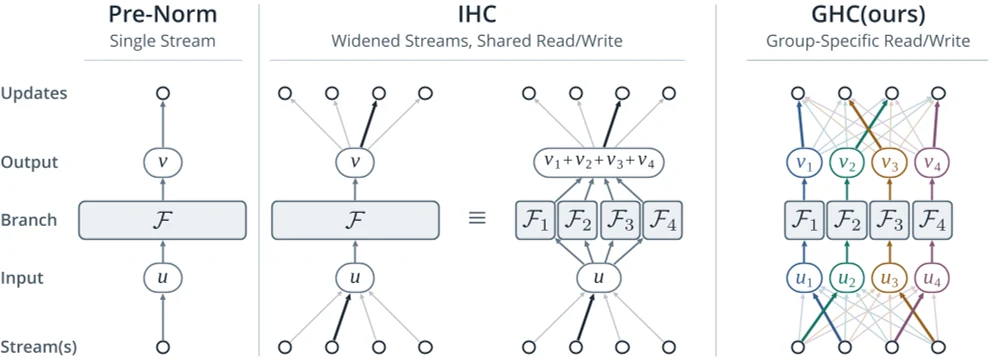 Pre-Norm
Single Stream
IHC
Widened Streams, Shared Read/Write
GHC(ours)
Group-Specific Read/Write
Updates
Output
v
v
v₁+v₂+v₃+v₄
v₁ v₂ v₃ v₄
Branch
ℱ
ℱ
≡
ℱ₁ ℱ₂ ℱ₃ ℱ₄
ℱ₁ ℱ₂ ℱ₃ ℱ₄
Input
u
u
u
u₁ u₂ u₃ u₄
Stream(s)